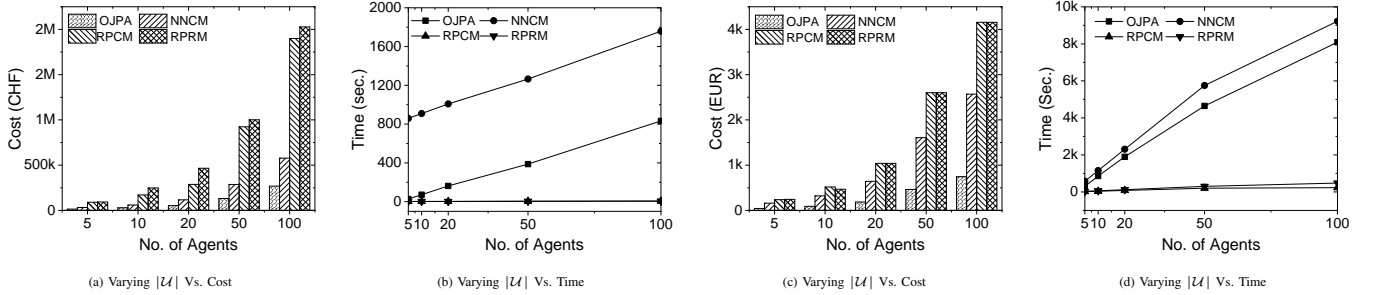 OJPA NNCM
RPCM RPRM
2M
2M
1M
500k
0
Cost (CHF)
5 10 20 50 100
No. of Agents
(a) Varying |𝒰| Vs. Cost
OJPA NNCM
RPCM RPRM
2000
1600
1200
800
400
0
Time (sec.)
5 10 20 50 100
No. of Agents
(b) Varying |𝒰| Vs. Time
OJPA NNCM
RPCM RPRM
4k
3k
2k
1k
0
Cost (EUR)
5 10 20 50 100
No. of Agents
(c) Varying |𝒰| Vs. Cost
OJPA NNCM
RPCM RPRM
10k
8k
6k
4k
2k
0
Time (Sec.)
5 10 20 50 100
No. of Agents
(d) Varying |𝒰| Vs. Time